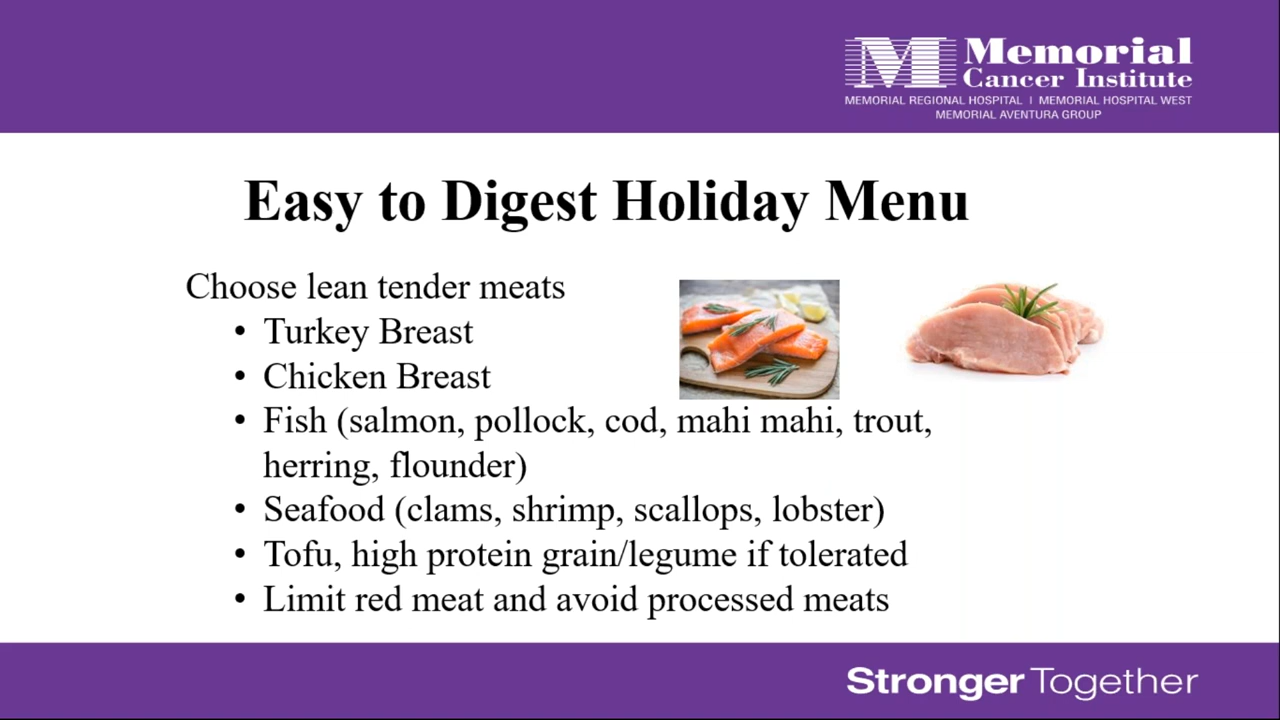 Memorial
Cancer Institute
MEMORIAL REGIONAL HOSPITAL | MEMORIAL HOSPITAL WEST
MEMORIAL AVENTURA GROUP
Easy to Digest Holiday Menu
Choose lean tender meats
• Turkey Breast
• Chicken Breast
• Fish (salmon, pollock, cod, mahi mahi, trout,
herring, flounder)
• Seafood (clams, shrimp, scallops, lobster)
• Tofu, high protein grain/legume if tolerated
• Limit red meat and avoid processed meats
Stronger Together